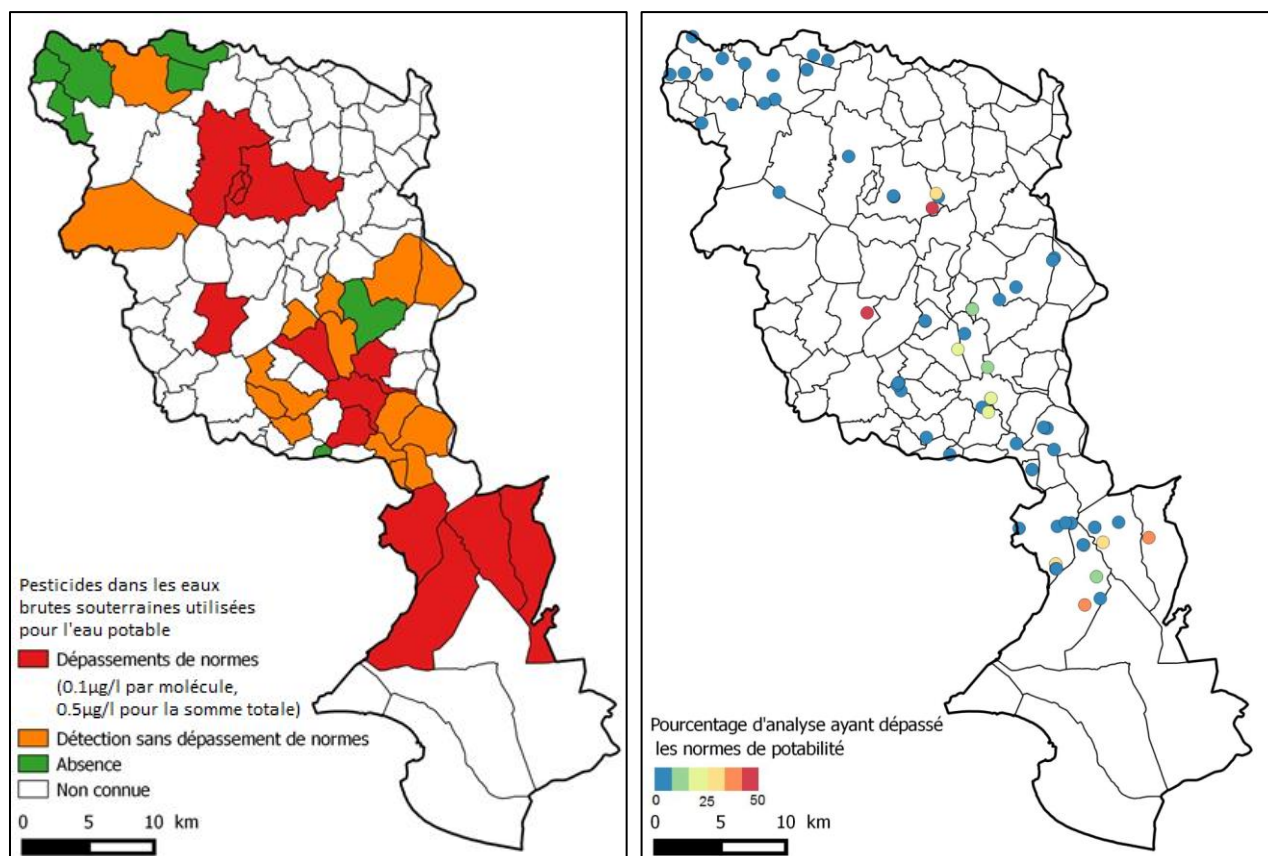 Pesticides dans les eaux
brutes souterraines utilisées
pour l'eau potable
Dépassements de normes
(0.1µg/l par molécule,
0.5µg/l pour la somme totale)
Détection sans dépassement de normes
Absence
Non connue
0 5 10 km
Pourcentage d'analyse ayant dépassé
les normes de potabilité
0 25 50
0 5 10 km